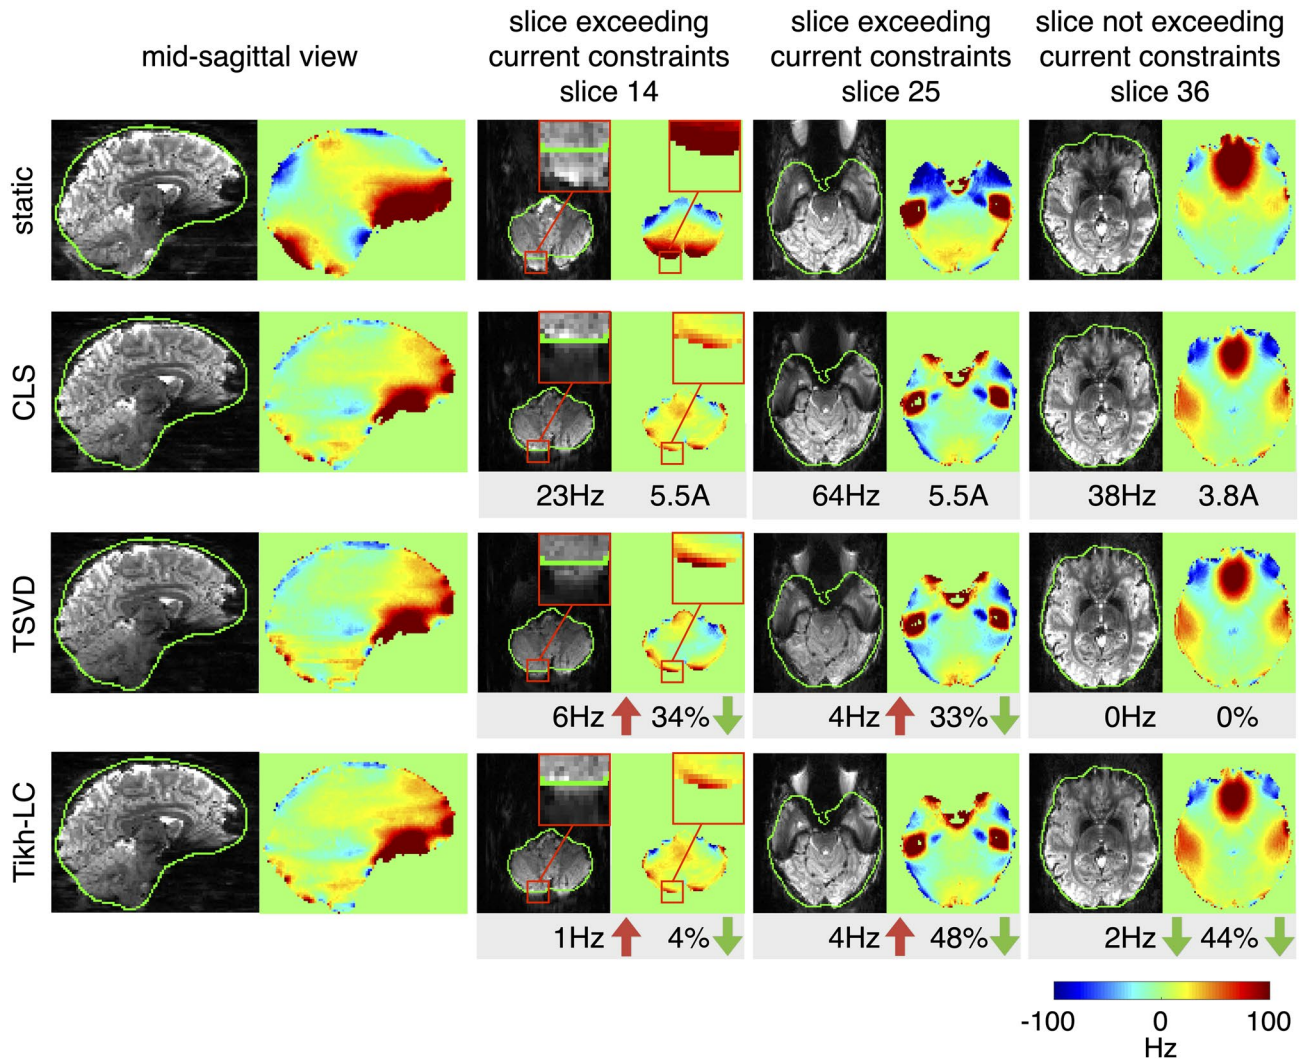 mid-sagittal view
slice exceeding
current constraints
slice 14
slice exceeding
current constraints
slice 25
slice not exceeding
current constraints
slice 36
static
CLS
23Hz 5.5A
64Hz 5.5A
38Hz 3.8A
TSVD
6Hz 34%
4Hz 33%
0Hz 0%
Tikh-LC
1Hz 4%
4Hz 48%
2Hz 44%
-100 0 100
Hz